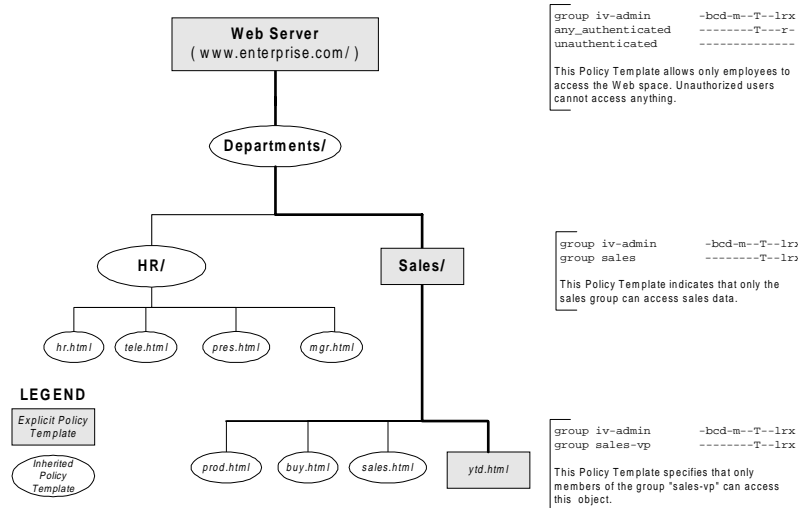 Web Server
( www.enterprise.com/ )
group iv-admin -bcd-m--T--lrx
any_authenticated --------T---r-
unauthenticated --------------
This Policy Template allows only employees to
access the Web space. Unauthorized users
cannot access anything.
Departments/
HR/
Sales/
group iv-admin -bcd-m--T--lrx
group sales --------T--lrx
This Policy Template indicates that only the
sales group can access sales data.
hr.html tele.html pres.html mgr.html
LEGEND
Explicit Policy
Template
Inherited
Policy
Template
prod.html buy.html sales.html ytd.html
group iv-admin -bcd-m--T--lrx
group sales-vp --------T--lrx
This Policy Template specifies that only
members of the group "sales-vp" can access
this object.